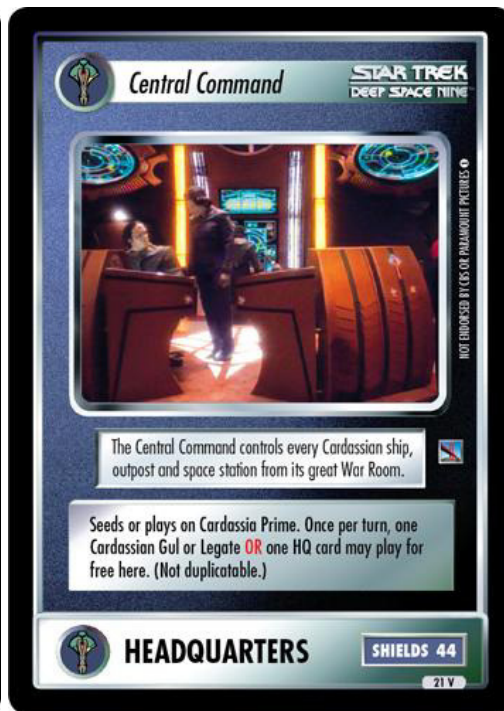 Central Command
STAR TREK
DEEP SPACE NINE™
NOT ENDORSED BY CBS OR PARAMOUNT PICTURES
The Central Command controls every Cardassian ship,
outpost and space station from its great War Room.
Seeds or plays on Cardassia Prime. Once per turn, one
Cardassian Gul or Legate OR one HQ card may play for
free here. (Not duplicatable.)
HEADQUARTERS
SHIELDS 44
21 V